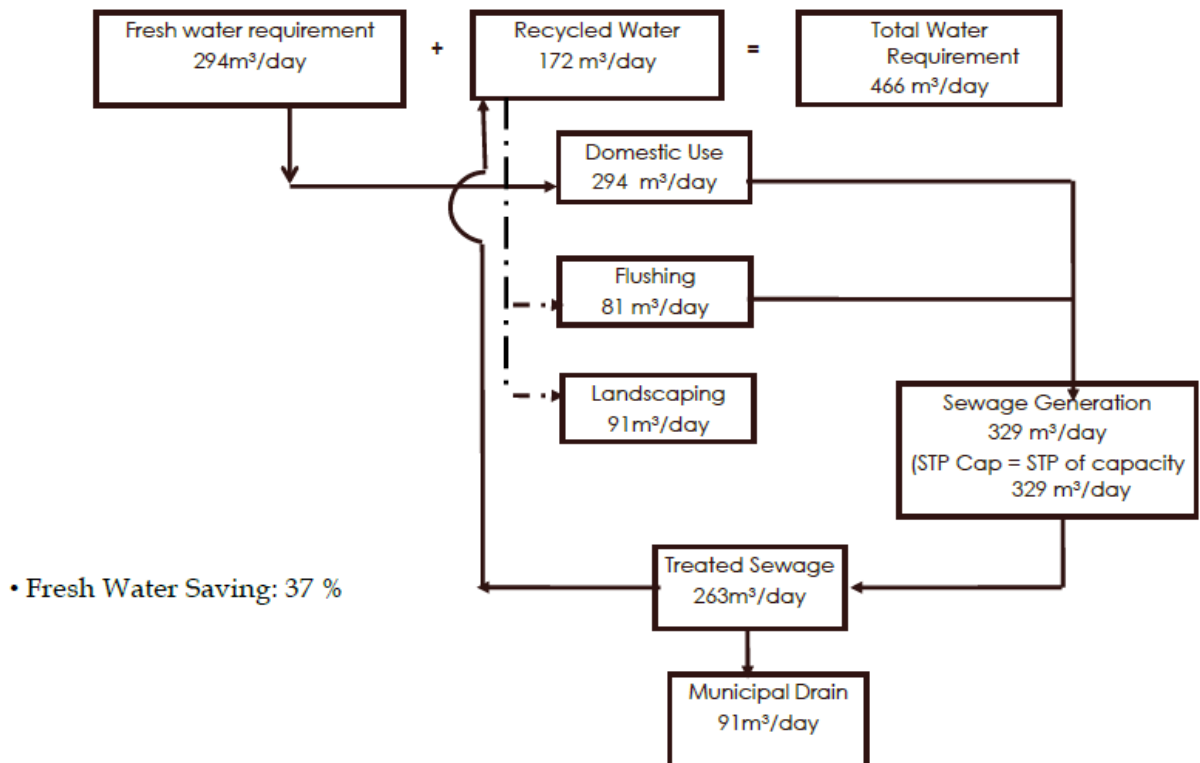 Fresh water requirement
294m³/day
+
Recycled Water
172 m³/day
=
Total Water
Requirement
466 m³/day
Domestic Use
294 m³/day
Flushing
81 m³/day
Landscaping
91m³/day
Sewage Generation
329 m³/day
(STP Cap = STP of capacity
329 m³/day
Treated Sewage
263m³/day
• Fresh Water Saving: 37 %
Municipal Drain
91m³/day